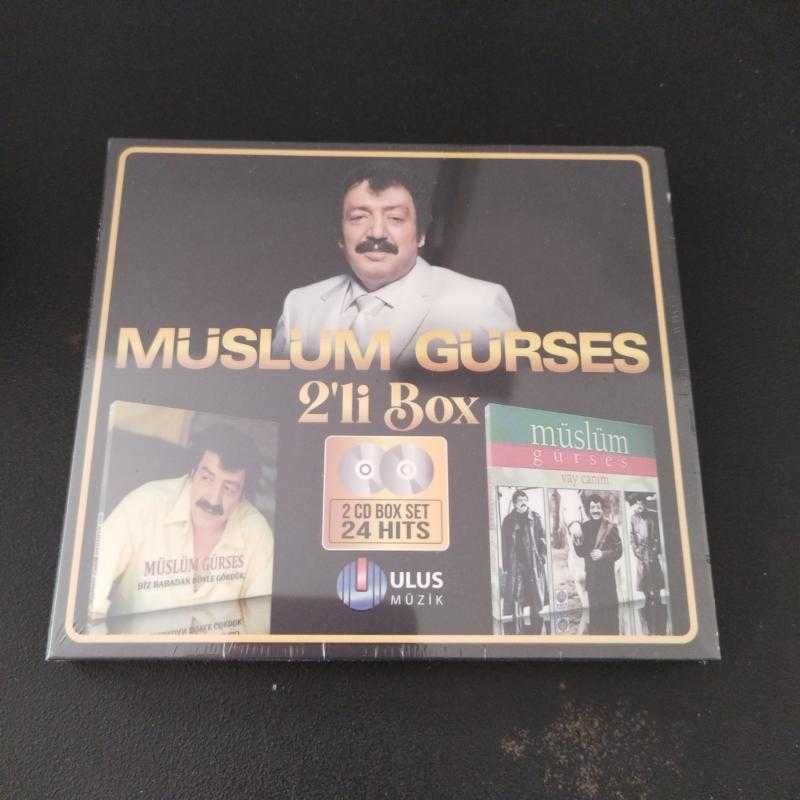 MÜSLÜM GÜRSES
2'li Box
MÜSLÜM GÜRSES
BİZ BABADAN BÖYLE GÖRDÜK
2 CD BOX SET
24 HITS
ULUS
MÜZİK
müslüm
gürses
vay canım